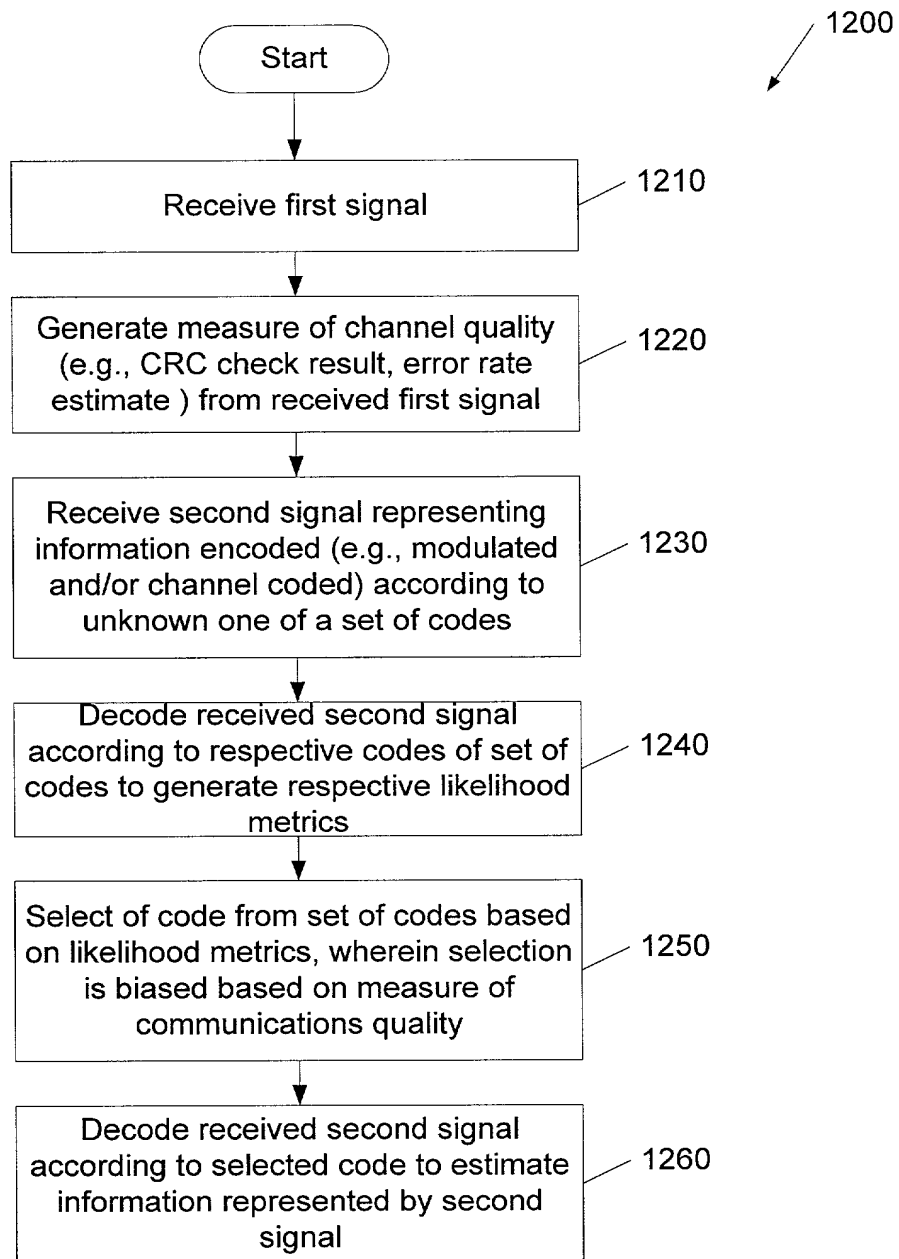 1200
Start
Receive first signal
1210
Generate measure of channel quality
(e.g., CRC check result, error rate
estimate ) from received first signal
1220
Receive second signal representing
information encoded (e.g., modulated
and/or channel coded) according to
unknown one of a set of codes
1230
Decode received second signal
according to respective codes of set of
codes to generate respective likelihood
metrics
1240
Select of code from set of codes based
on likelihood metrics, wherein selection
is biased based on measure of
communications quality
1250
Decode received second signal
according to selected code to estimate
information represented by second
signal
1260